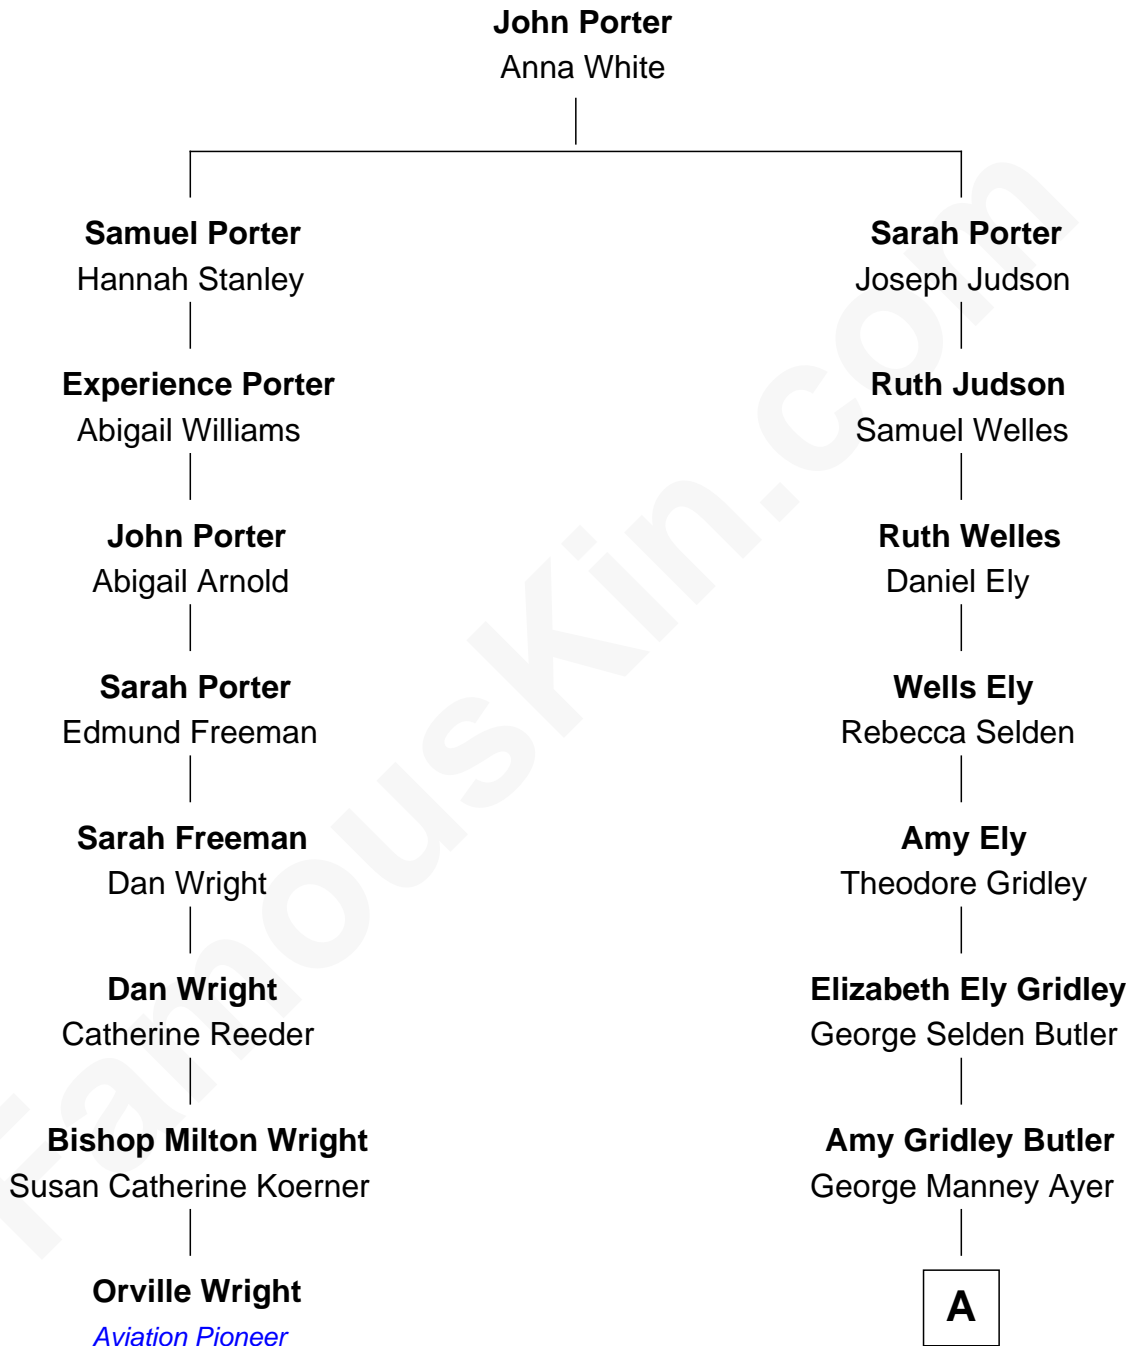 John Porter
Anna White
Samuel Porter
Hannah Stanley
Sarah Porter
Joseph Judson
Experience Porter
Abigail Williams
Ruth Judson
Samuel Welles
John Porter
Abigail Arnold
Ruth Welles
Daniel Ely
Sarah Porter
Edmund Freeman
Wells Ely
Rebecca Selden
Sarah Freeman
Dan Wright
Amy Ely
Theodore Gridley
Dan Wright
Catherine Reeder
Elizabeth Ely Gridley
George Selden Butler
Bishop Milton Wright
Susan Catherine Koerner
Amy Gridley Butler
George Manney Ayer
Orville Wright
Aviation Pioneer
A
FamousKin.com